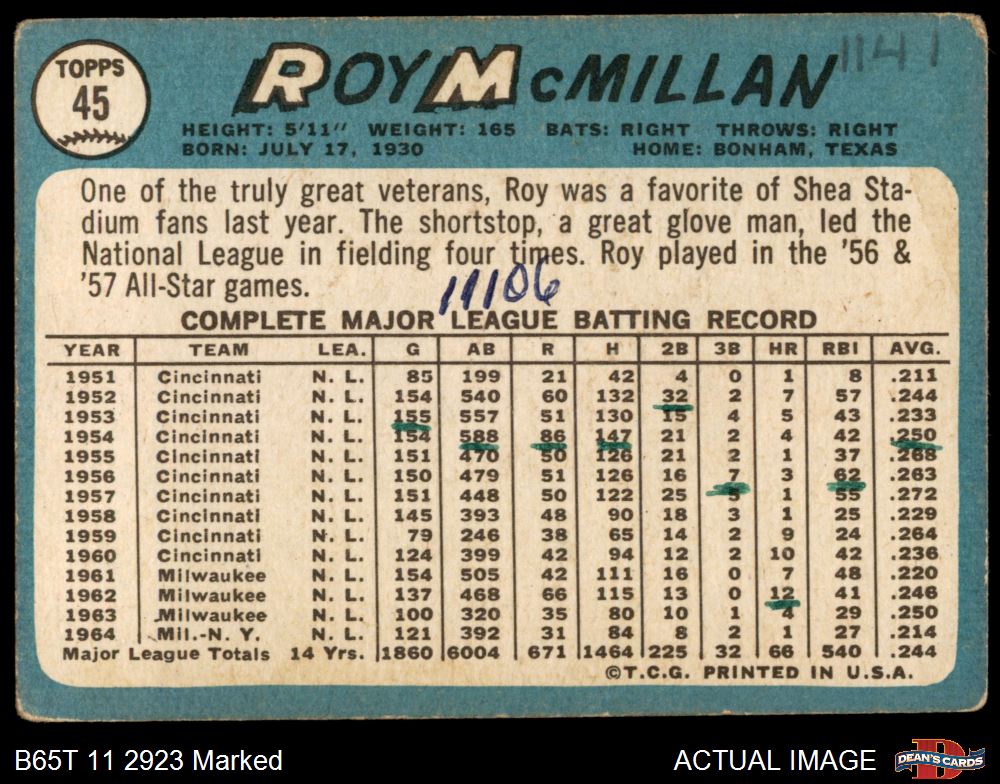 TOPPS
45
ROY McMILLAN
1141
HEIGHT: 5'11" WEIGHT: 165 BATS: RIGHT THROWS: RIGHT
BORN: JULY 17, 1930 HOME: BONHAM, TEXAS
One of the truly great veterans, Roy was a favorite of Shea Sta-
dium fans last year. The shortstop, a great glove man, led the
National League in fielding four times. Roy played in the '56 &
'57 All-Star games.
11106
COMPLETE MAJOR LEAGUE BATTING RECORD
YEAR TEAM LEA. G AB R H 2B 3B HR RBI AVG.
1951 Cincinnati N. L. 85 199 21 42 4 0 1 8 .211
1952 Cincinnati N. L. 154 540 60 132 32 2 7 57 .244
1953 Cincinnati N. L. 155 557 51 130 15 4 5 43 .233
1954 Cincinnati N. L. 154 588 86 147 21 2 4 42 .250
1955 Cincinnati N. L. 151 470 50 126 21 2 1 37 .268
1956 Cincinnati N. L. 150 479 51 126 16 7 3 62 .263
1957 Cincinnati N. L. 151 448 50 122 25 5 1 55 .272
1958 Cincinnati N. L. 145 393 48 90 18 3 1 25 .229
1959 Cincinnati N. L. 79 246 38 65 14 2 9 24 .264
1960 Cincinnati N. L. 124 399 42 94 12 2 10 42 .236
1961 Milwaukee N. L. 154 505 42 111 16 0 7 48 .220
1962 Milwaukee N. L. 137 468 66 115 13 0 12 41 .246
1963 Milwaukee N. L. 100 320 35 80 10 1 4 29 .250
1964 Mil.-N. Y. N. L. 121 392 31 84 8 2 1 27 .214
Major League Totals 14 Yrs. 1860 6004 671 1464 225 32 66 540 .244
©T.C.G. PRINTED IN U.S.A.
B65T 11 2923 Marked ACTUAL IMAGE
DEAN'S CARDS